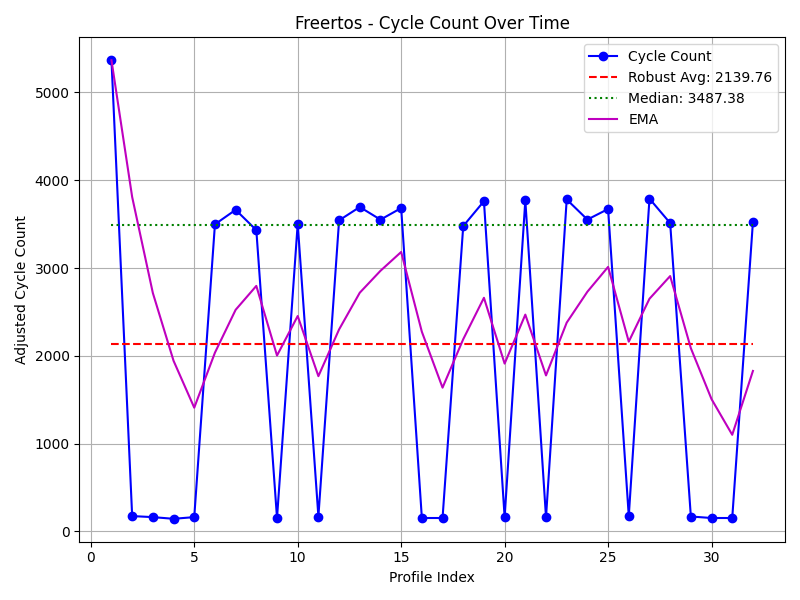 Freertos - Cycle Count Over Time
Cycle Count
Robust Avg: 2139.76
Median: 3487.38
EMA
Adjusted Cycle Count
5000
4000
3000
2000
1000
0
0 5 10 15 20 25 30
Profile Index